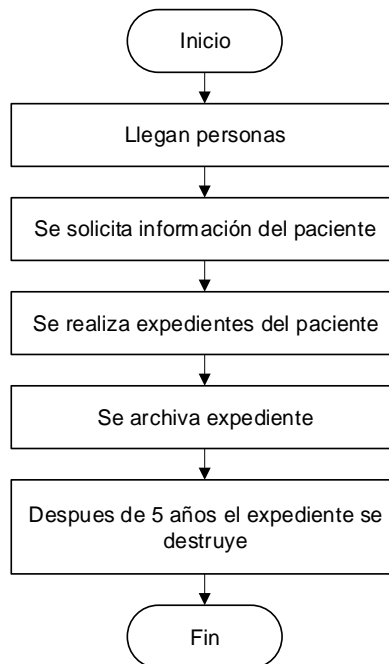 Inicio
Llegan personas
Se solicita información del paciente
Se realiza expedientes del paciente
Se archiva expediente
Despues de 5 años el expediente se
destruye
Fin